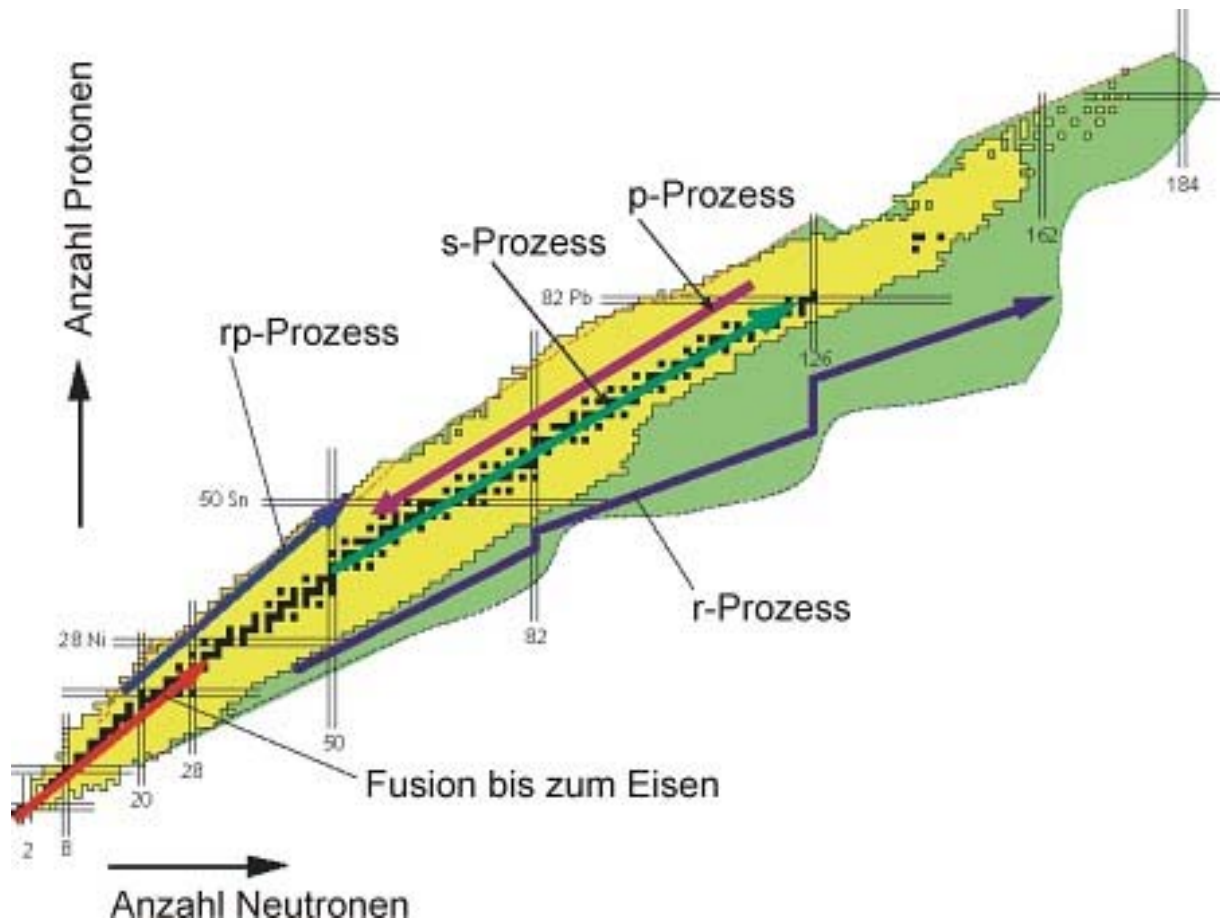 184
162
p-Prozess
s-Prozess
82 Pb
rp-Prozess
126
50 Sn
r-Prozess
82
28 Ni
50
28
20
Fusion bis zum Eisen
2
8
Anzahl Protonen
Anzahl Neutronen